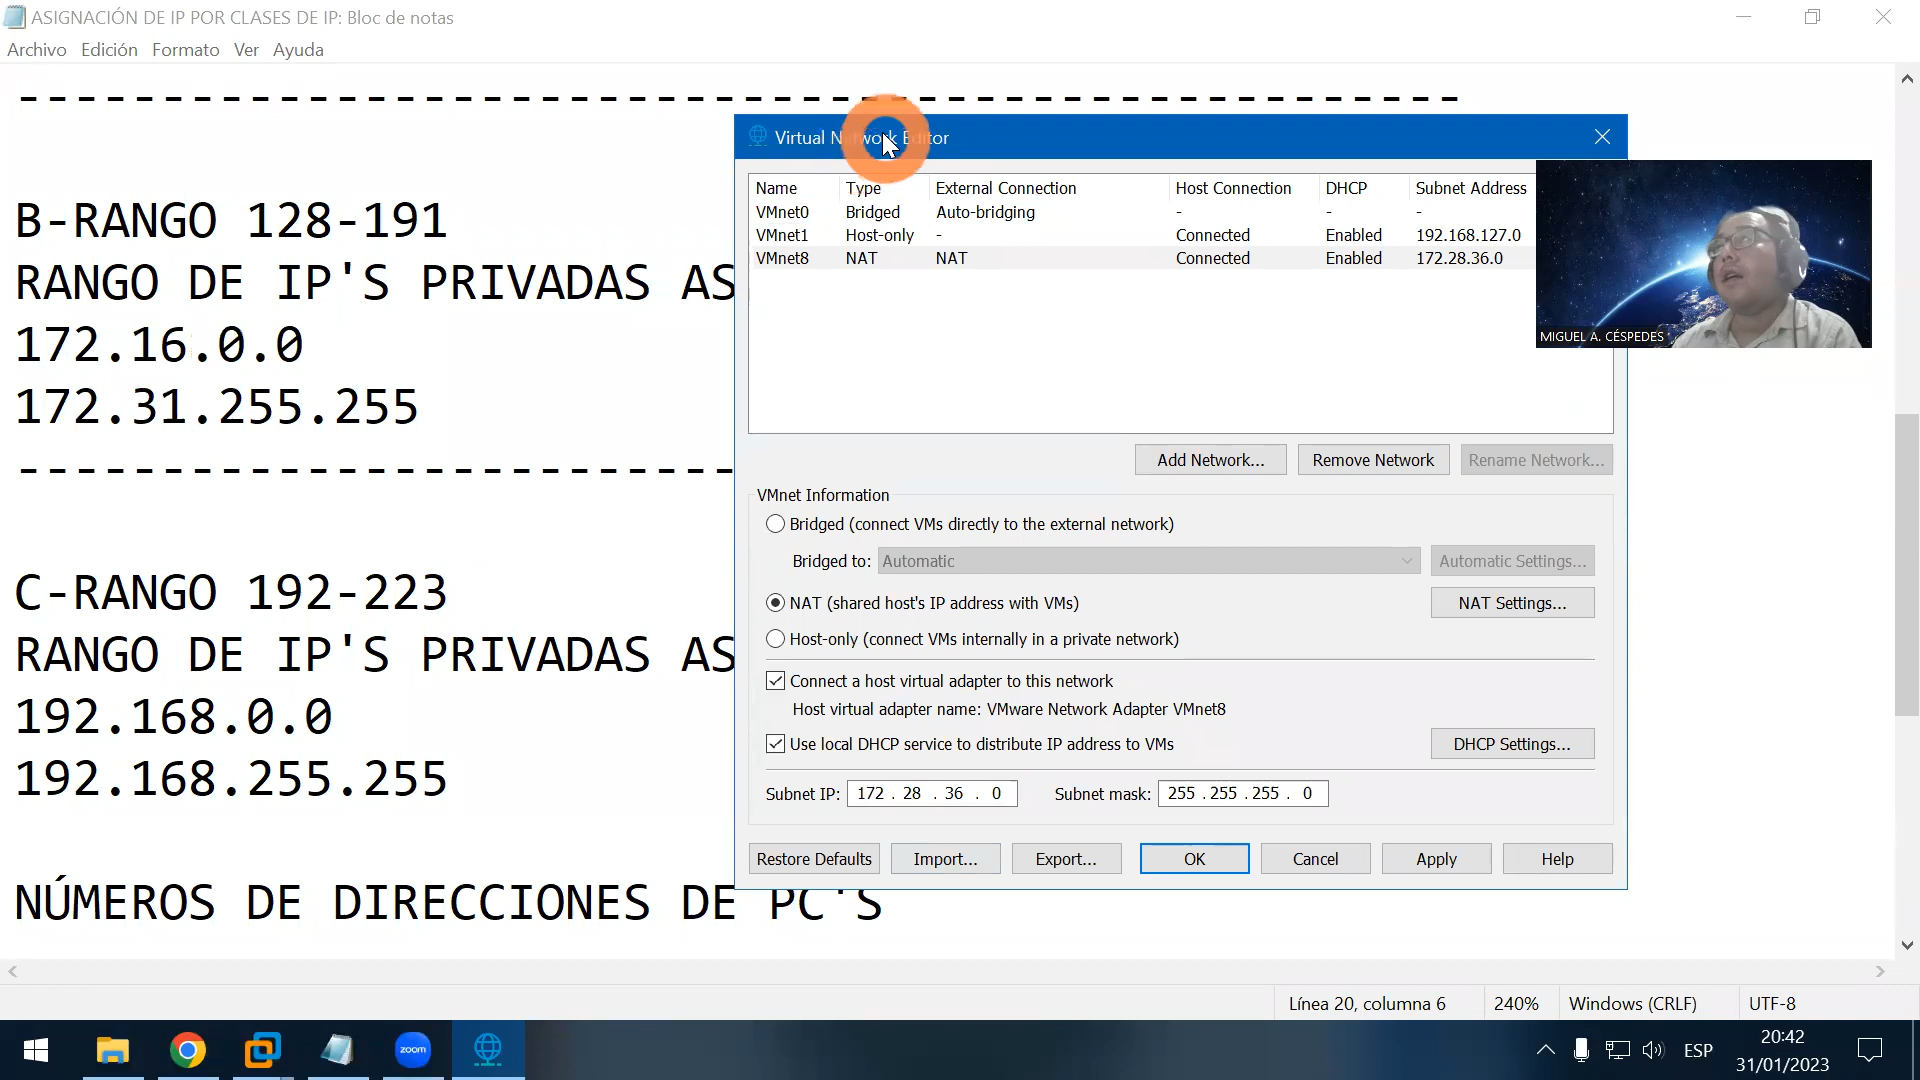 ASIGNACIÓN DE IP POR CLASES DE IP: Bloc de notas
Archivo Edición Formato Ver Ayuda
--------------------------------------------------
B-RANGO 128-191
RANGO DE IP'S PRIVADAS AS
172.16.0.0
172.31.255.255
-------------------------
C-RANGO 192-223
RANGO DE IP'S PRIVADAS AS
192.168.0.0
192.168.255.255
NÚMEROS DE DIRECCIONES DE PC'S
Virtual Network Editor
Name Type External Connection Host Connection DHCP Subnet Address
VMnet0 Bridged Auto-bridging - - -
VMnet1 Host-only - Connected Enabled 192.168.127.0
VMnet8 NAT NAT Connected Enabled 172.28.36.0
MIGUEL A. CÉSPEDES
Add Network... Remove Network Rename Network...
VMnet Information
Bridged (connect VMs directly to the external network)
Bridged to: Automatic Automatic Settings...
NAT (shared host's IP address with VMs) NAT Settings...
Host-only (connect VMs internally in a private network)
Connect a host virtual adapter to this network
Host virtual adapter name: VMware Network Adapter VMnet8
Use local DHCP service to distribute IP address to VMs DHCP Settings...
Subnet IP: 172 . 28 . 36 . 0 Subnet mask: 255 . 255 . 255 . 0
Restore Defaults Import... Export... OK Cancel Apply Help
Línea 20, columna 6 240% Windows (CRLF) UTF-8
zoom
ESP
20:42
31/01/2023